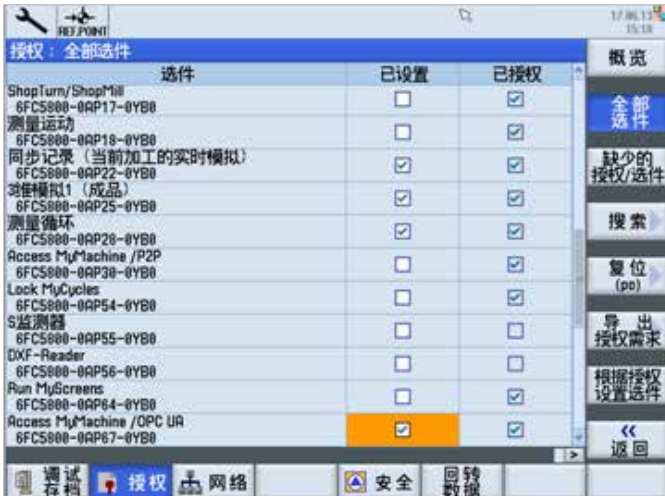 REF.POINT
17.06.13
15:18
授权： 全部选件
选件 已设置 已授权
ShopTurn/ShopMill
6FC5800-0AP17-0YB0
测量运动
6FC5800-0AP18-0YB0
同步记录（当前加工的实时模拟）
6FC5800-0AP22-0YB0
3维模拟1（成品）
6FC5800-0AP25-0YB0
测量循环
6FC5800-0AP28-0YB0
Access MyMachine /P2P
6FC5800-0AP30-0YB0
Lock MyCycles
6FC5800-0AP54-0YB0
S监测器
6FC5800-0AP55-0YB0
DXF-Reader
6FC5800-0AP56-0YB0
Run MyScreens
6FC5800-0AP64-0YB0
Access MyMachine /OPC UA
6FC5800-0AP67-0YB0
概览
全部
选件
缺少的
授权/选件
搜索
复位
(po)
导出
授权需求
根据授权
设置选件
«
返回
调试
存档
授权
网络
安全
回转
数据